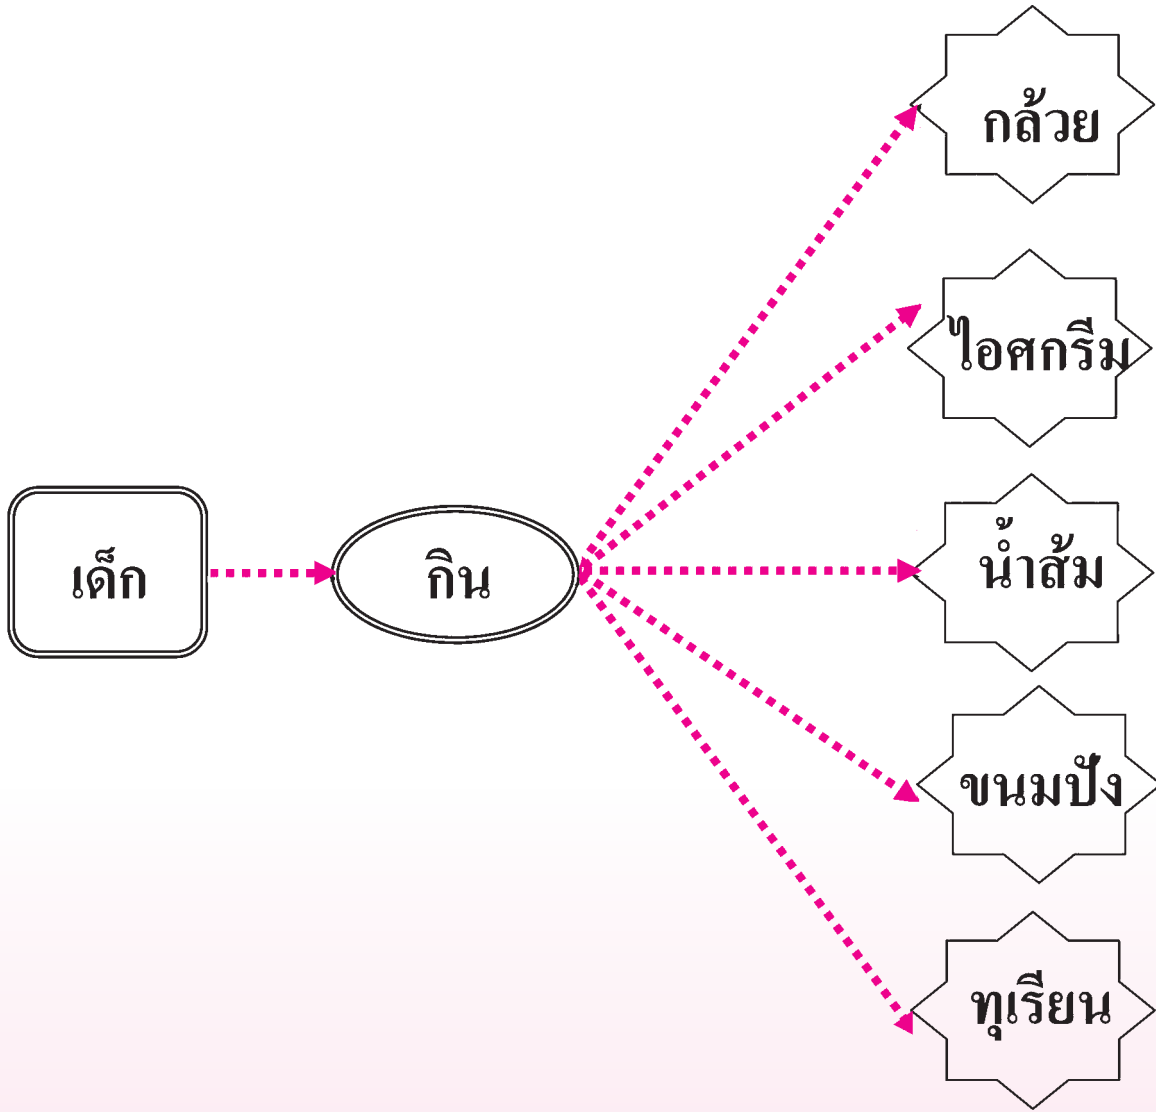 เด็ก
กิน
กล้วย
ไอศกรีม
น้ำส้ม
ขนมปัง
ทุเรียน